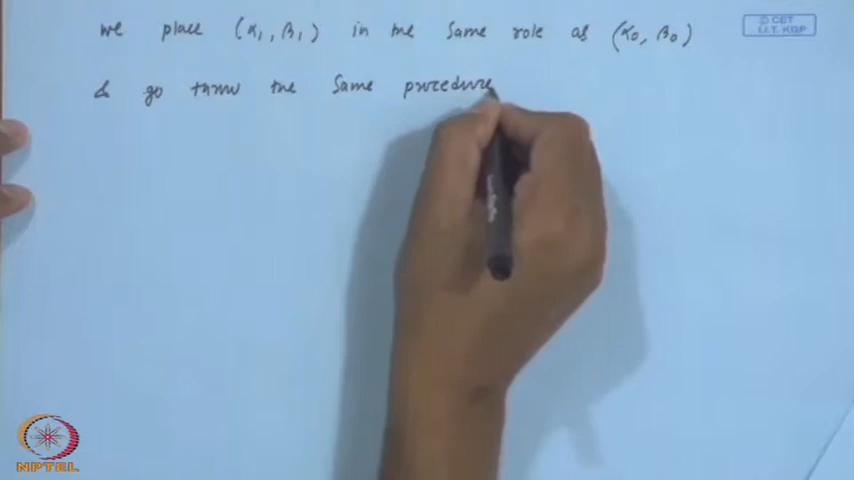 we place (α₁, β₁) in the same role as (α₀, β₀)
& go thru the same procedure
© CET
I.I.T. KGP
NPTEL